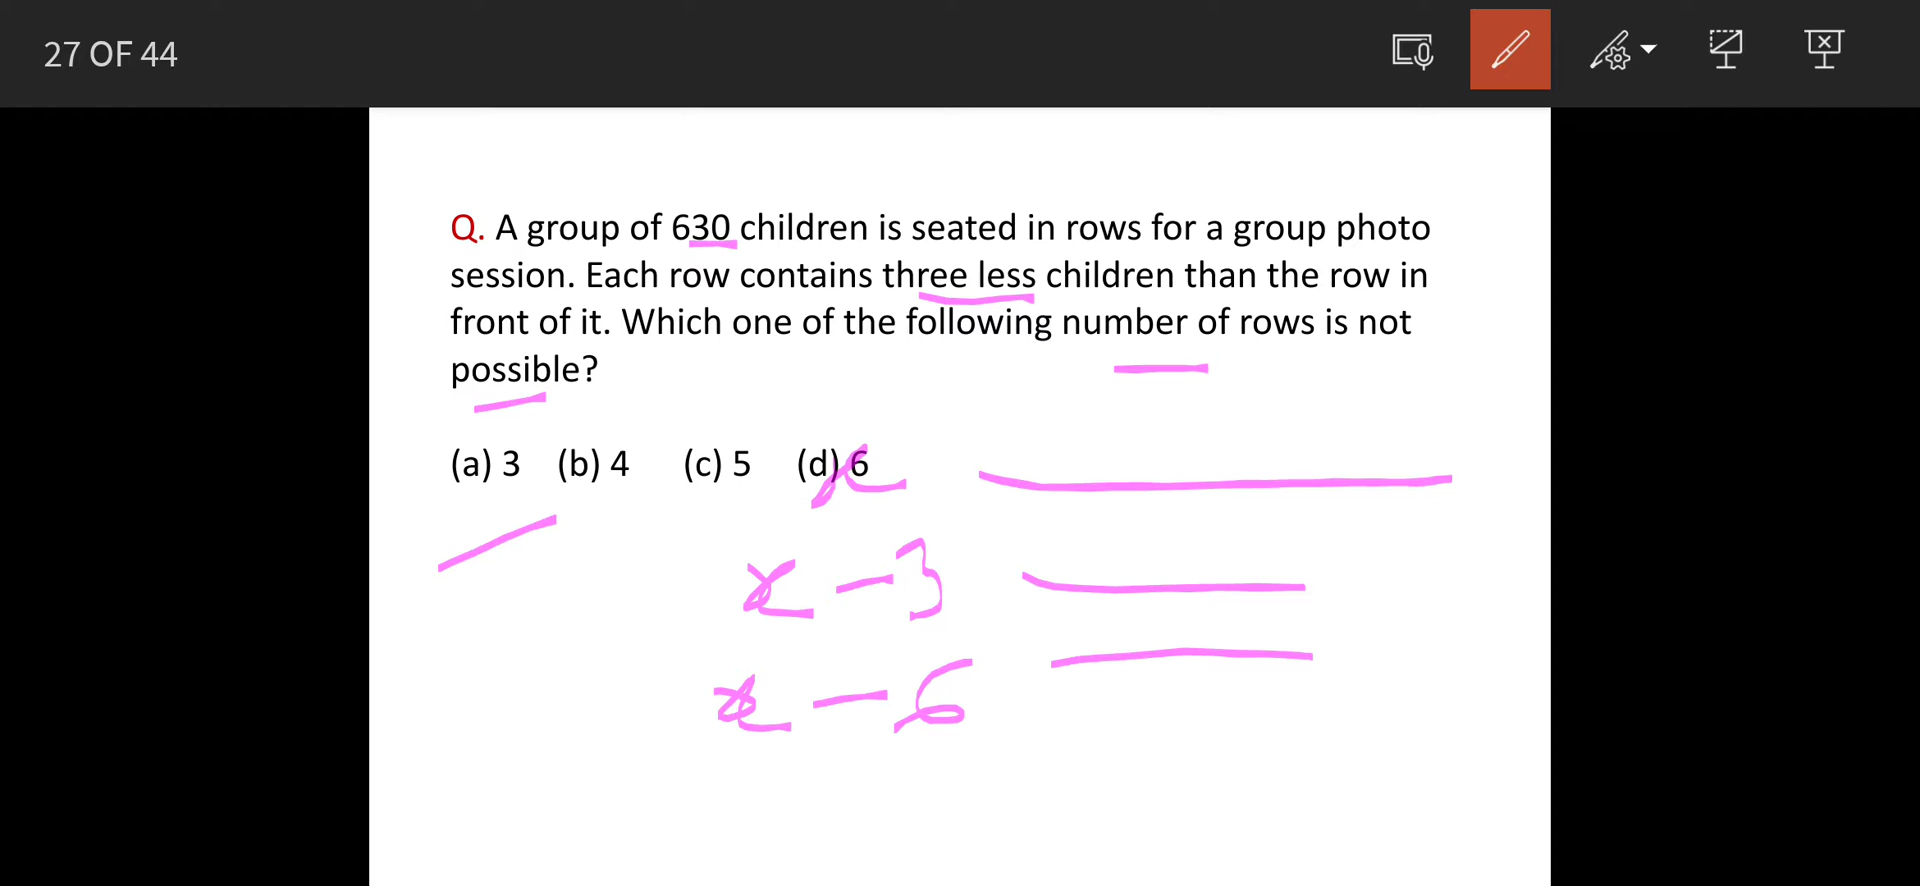 27 OF 44
Q. A group of 630 children is seated in rows for a group photo
session. Each row contains three less children than the row in
front of it. Which one of the following number of rows is not
possible?
(a) 3 (b) 4 (c) 5 (d) 6
x
x - 3
x - 6